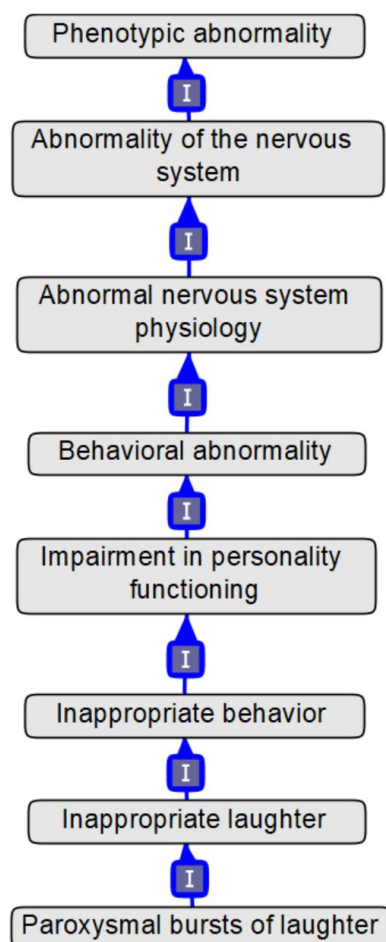 Phenotypic abnormality
I
Abnormality of the nervous
system
I
Abnormal nervous system
physiology
I
Behavioral abnormality
I
Impairment in personality
functioning
I
Inappropriate behavior
I
Inappropriate laughter
I
Paroxysmal bursts of laughter